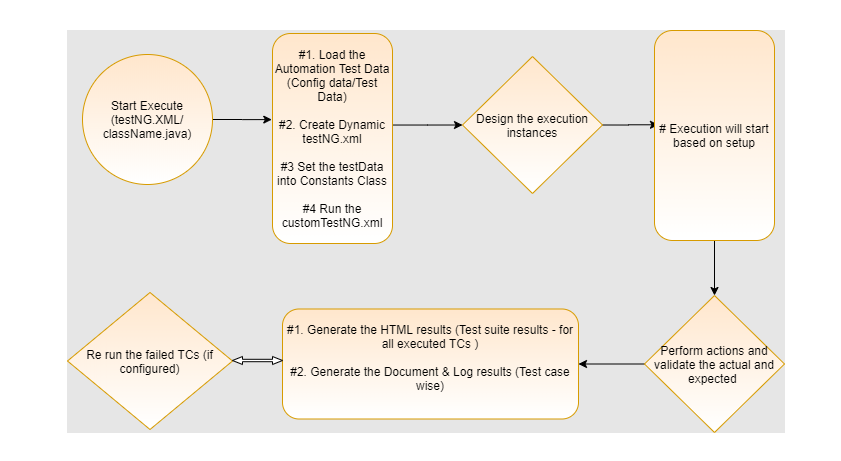 Start Execute
(testNG.XML/
className.java)
#1. Load the
Automation Test Data
(Config data/Test
Data)
#2. Create Dynamic
testNG.xml
#3 Set the testData
into Constants Class
#4 Run the
customTestNG.xml
Design the execution
instances
# Execution will start
based on setup
Perform actions and
validate the actual and
expected
#1. Generate the HTML results (Test suite results - for
all executed TCs )
#2. Generate the Document & Log results (Test case
wise)
Re run the failed TCs (if
configured)